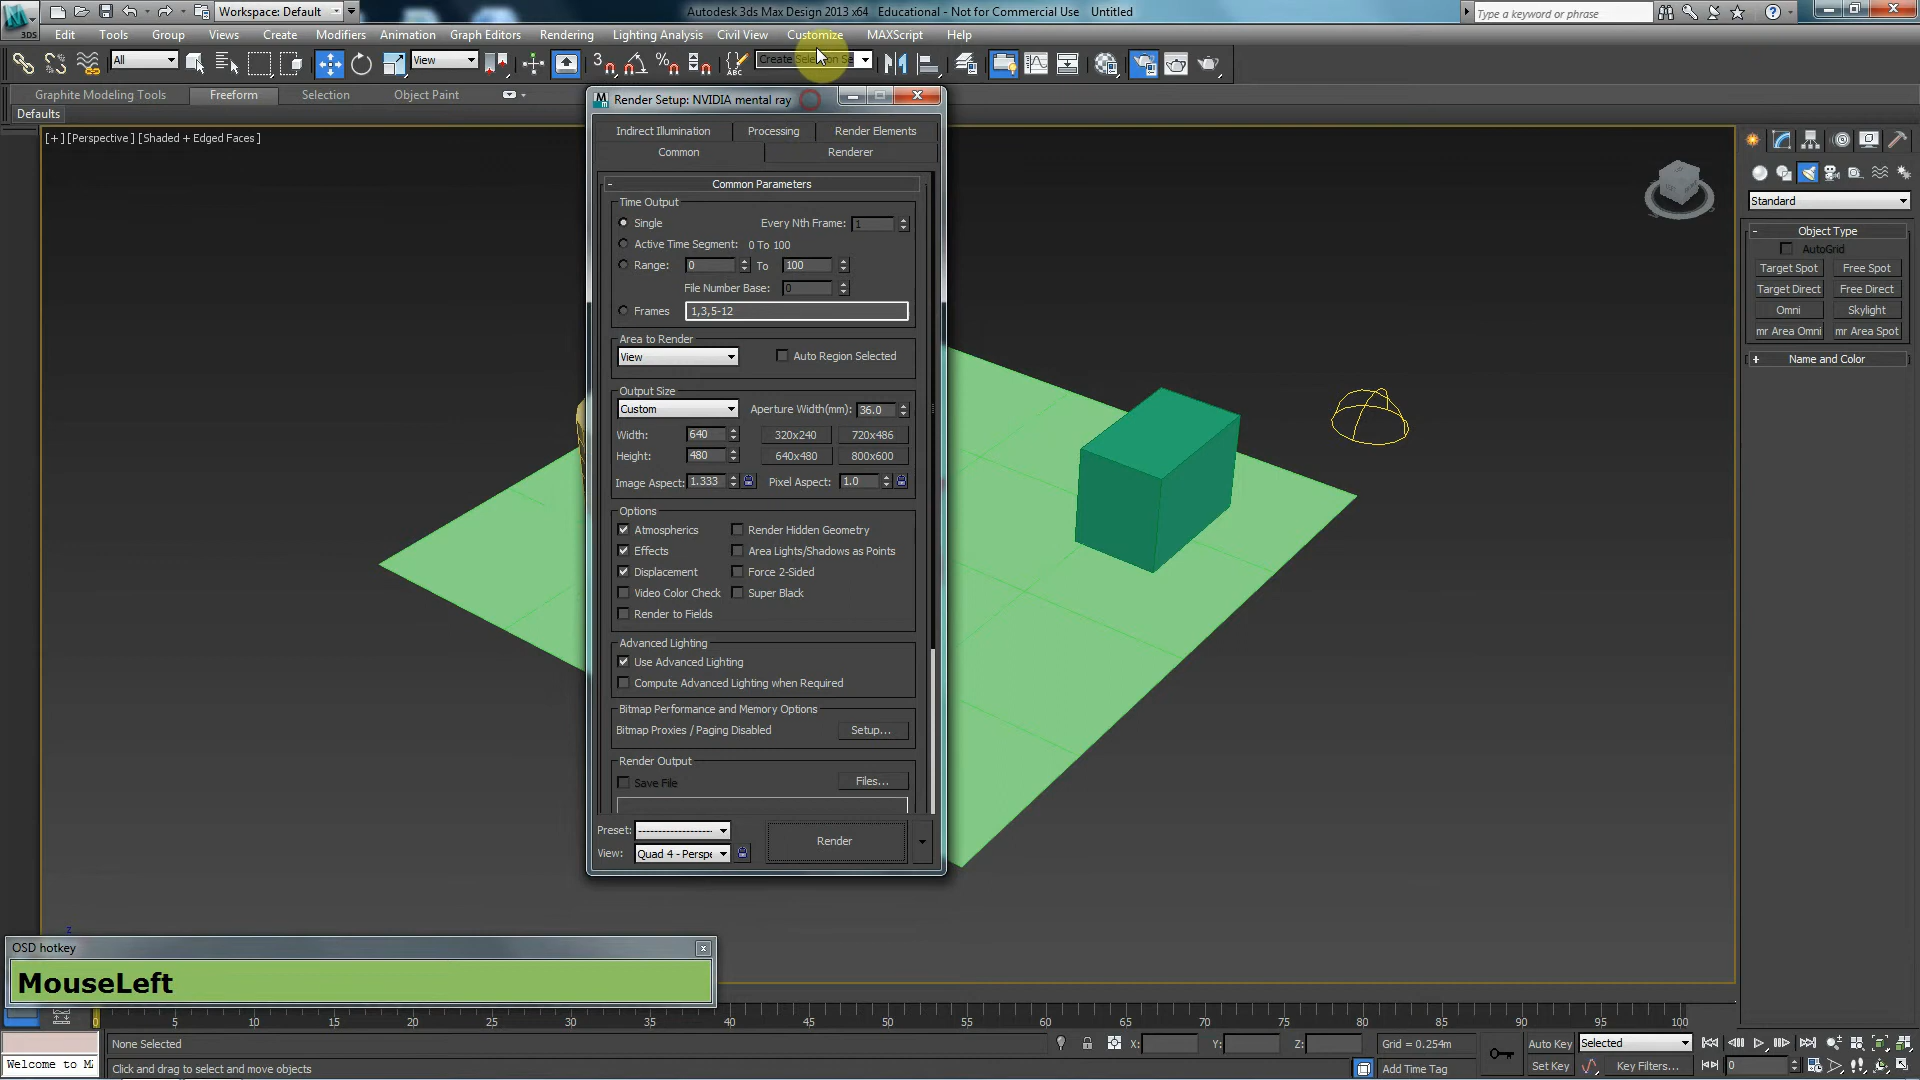 Workspace: Default
Autodesk 3ds Max Design 2013 x64 Educational - Not for Commercial Use Untitled
Type a keyword or phrase
3DS
Edit Tools Group Views Create Modifiers Animation Graph Editors Rendering Lighting Analysis Civil View Customize MAXScript Help
All View 3 ABC Create Selection Se
Graphite Modeling Tools Freeform Selection Object Paint
Defaults
[+] [Perspective] [Shaded + Edged Faces]
Render Setup: NVIDIA mental ray
Indirect Illumination Processing Render Elements
Common Renderer
- Common Parameters
Time Output
Single Every Nth Frame: 1
Active Time Segment: 0 To 100
Range: 0 To 100
File Number Base: 0
Frames 1,3,5-12
Area to Render
View Auto Region Selected
Output Size
Custom Aperture Width(mm): 36.0
Width: 640 320x240 720x486
Height: 480 640x480 800x600
Image Aspect: 1.333 Pixel Aspect: 1.0
Options
Atmospherics Render Hidden Geometry
Effects Area Lights/Shadows as Points
Displacement Force 2-Sided
Video Color Check Super Black
Render to Fields
Advanced Lighting
Use Advanced Lighting
Compute Advanced Lighting when Required
Bitmap Performance and Memory Options
Bitmap Proxies / Paging Disabled Setup...
Render Output
Save File Files...
Preset: Render
View: Quad 4 - Perspe
Standard
- Object Type
AutoGrid
Target Spot Free Spot
Target Direct Free Direct
Omni Skylight
mr Area Omni mr Area Spot
+ Name and Color
z
OSD hotkey x
MouseLeft
5 10 15 20 25 30 35 40 45 50 55 60 65 70 75 80 85 90 95 100
None Selected X: Y: Z: Grid = 0.254m Auto Key Selected
Welcome to M Click and drag to select and move objects Add Time Tag Set Key Key Filters... 0